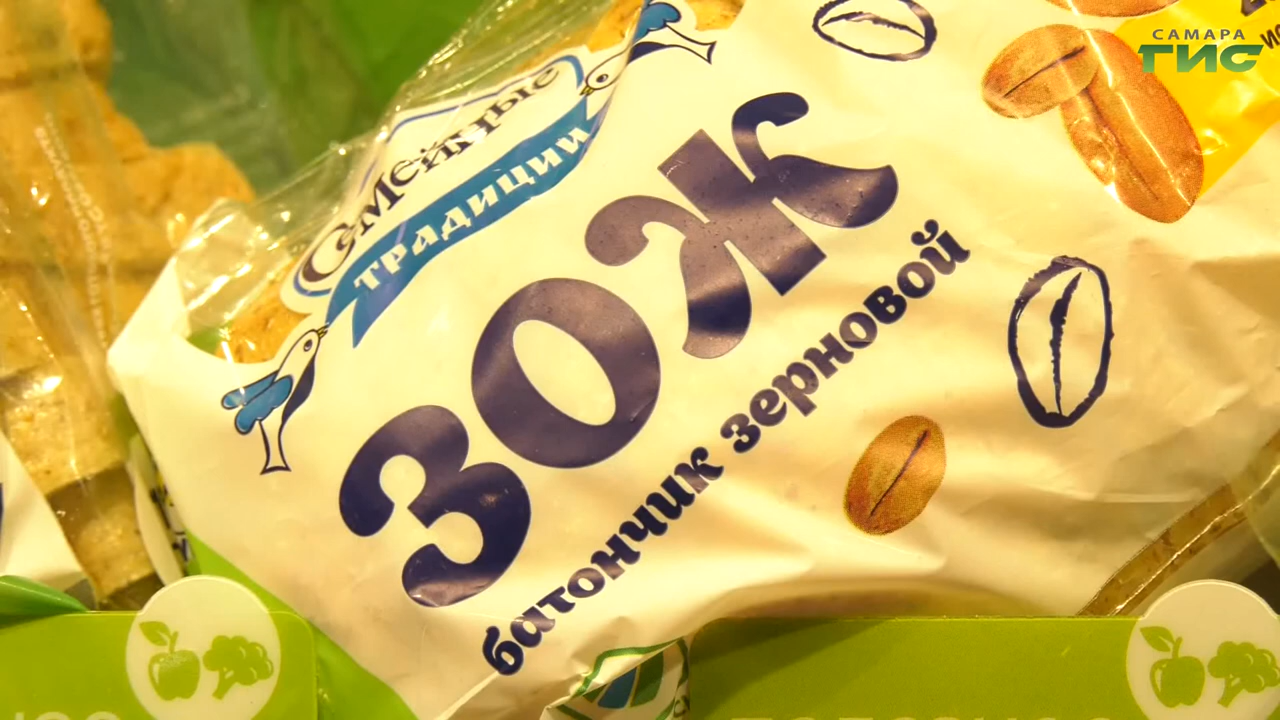 САМАРА
ГИС
Семейные
ТРАДИЦИИ
ЗОЖ
батончик зерновой